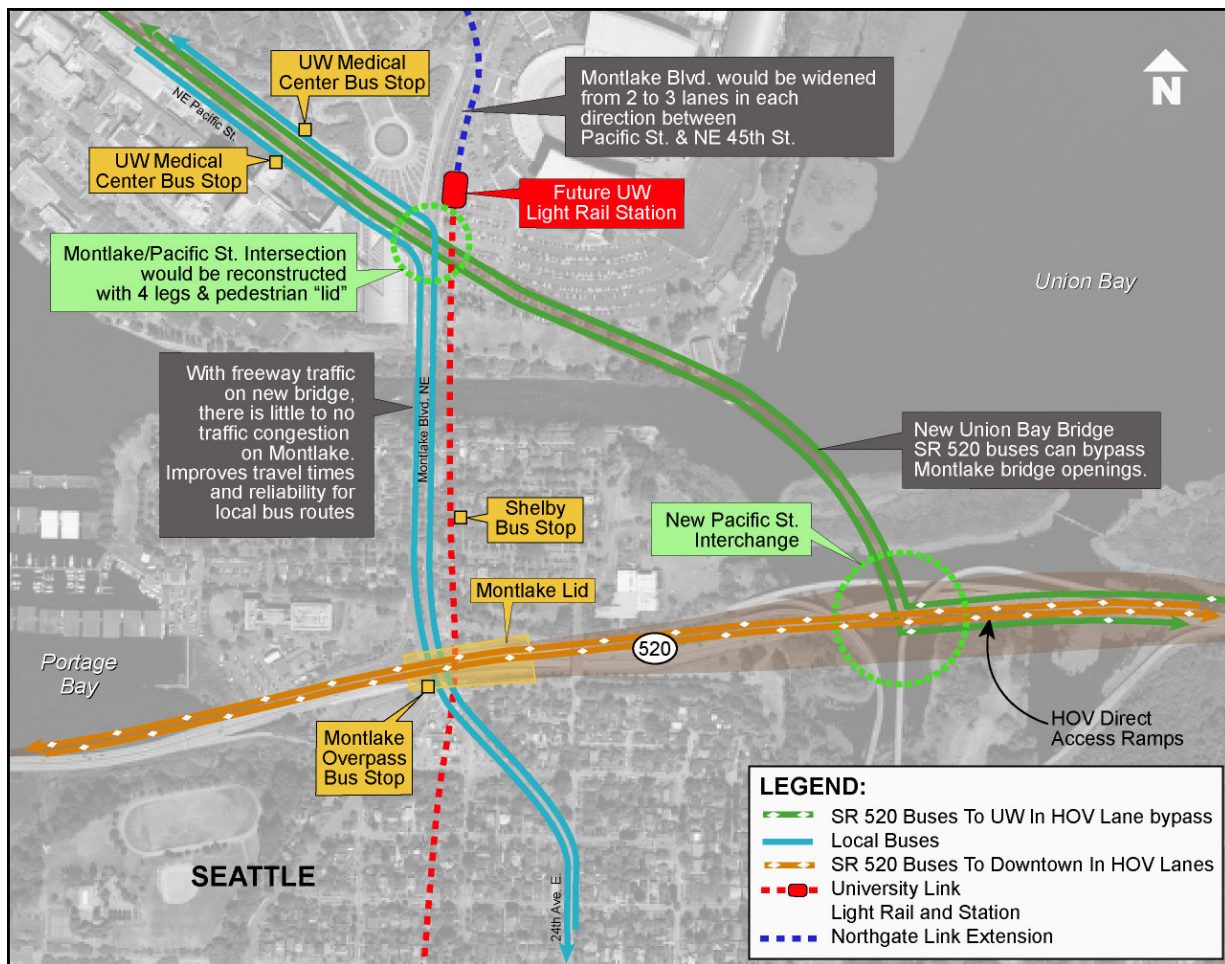 UW Medical
Center Bus Stop
NE Pacific St.
UW Medical
Center Bus Stop
Montlake Blvd. would be widened
from 2 to 3 lanes in each
direction between
Pacific St. & NE 45th St.
N
Future UW
Light Rail Station
Montlake/Pacific St. Intersection
would be reconstructed
with 4 legs & pedestrian “lid”
Union Bay
With freeway traffic
on new bridge,
there is little to no
traffic congestion
on Montlake.
Improves travel times
and reliability for
local bus routes
Montlake Blvd. NE
New Union Bay Bridge
SR 520 buses can bypass
Montlake bridge openings.
Shelby
Bus Stop
New Pacific St.
Interchange
Montlake Lid
520
Portage
Bay
Montlake
Overpass
Bus Stop
HOV Direct
Access Ramps
SEATTLE
24th Ave. E.
LEGEND:
SR 520 Buses To UW In HOV Lane bypass
Local Buses
SR 520 Buses To Downtown In HOV Lanes
University Link
Light Rail and Station
Northgate Link Extension